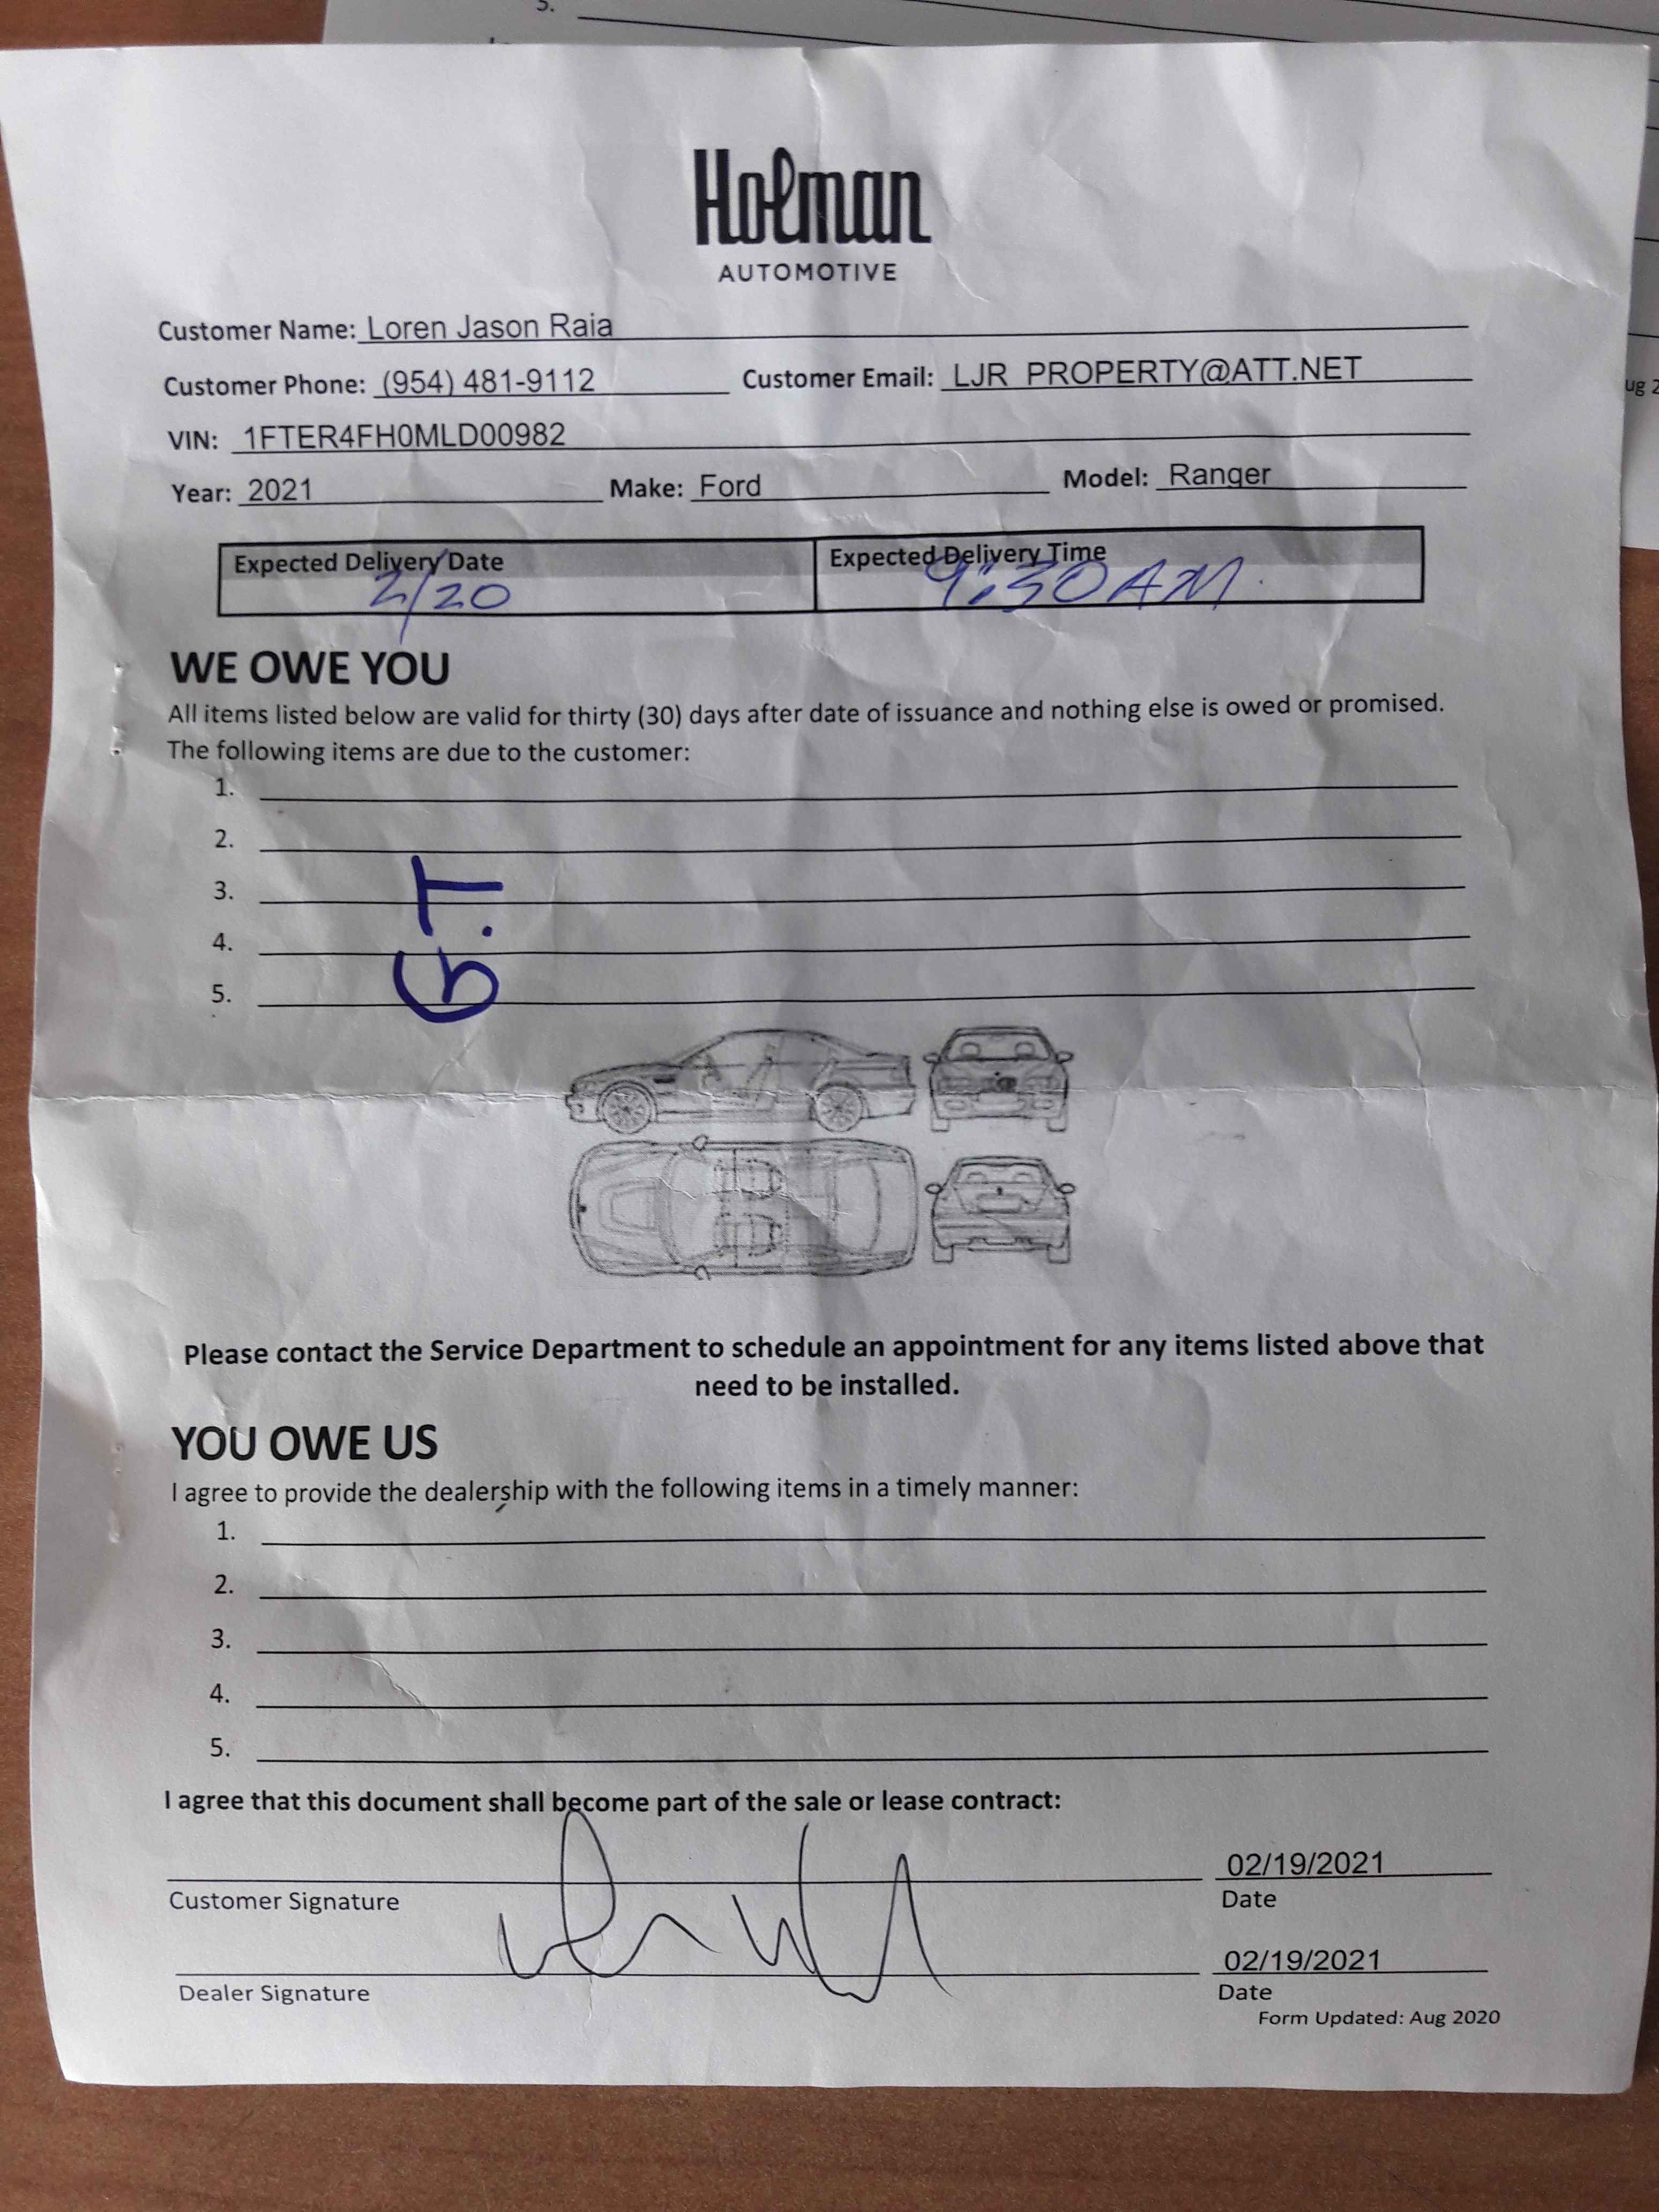 5.
Holman
AUTOMOTIVE
Customer Name: Loren Jason Raia
Customer Phone: (954) 481-9112 Customer Email: LJR_PROPERTY@ATT.NET
ug 2
VIN: 1FTER4FH0MLD00982
Year: 2021 Make: Ford Model: Ranger
Expected Delivery Date Expected Delivery Time
2/20 9:30AM
WE OWE YOU
All items listed below are valid for thirty (30) days after date of issuance and nothing else is owed or promised.
The following items are due to the customer:
1.
2.
3.
4.
5.
G.T
Please contact the Service Department to schedule an appointment for any items listed above that
need to be installed.
YOU OWE US
I agree to provide the dealership with the following items in a timely manner:
1.
2.
3.
4.
5.
I agree that this document shall become part of the sale or lease contract:
02/19/2021
Customer Signature Date
02/19/2021
Dealer Signature Date
Form Updated: Aug 2020